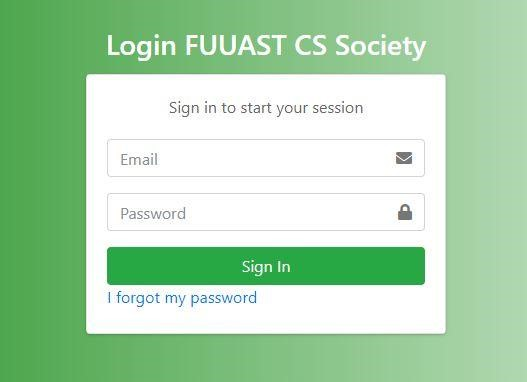 Login FUUAST CS Society
Sign in to start your session
Email
Password
Sign In
I forgot my password